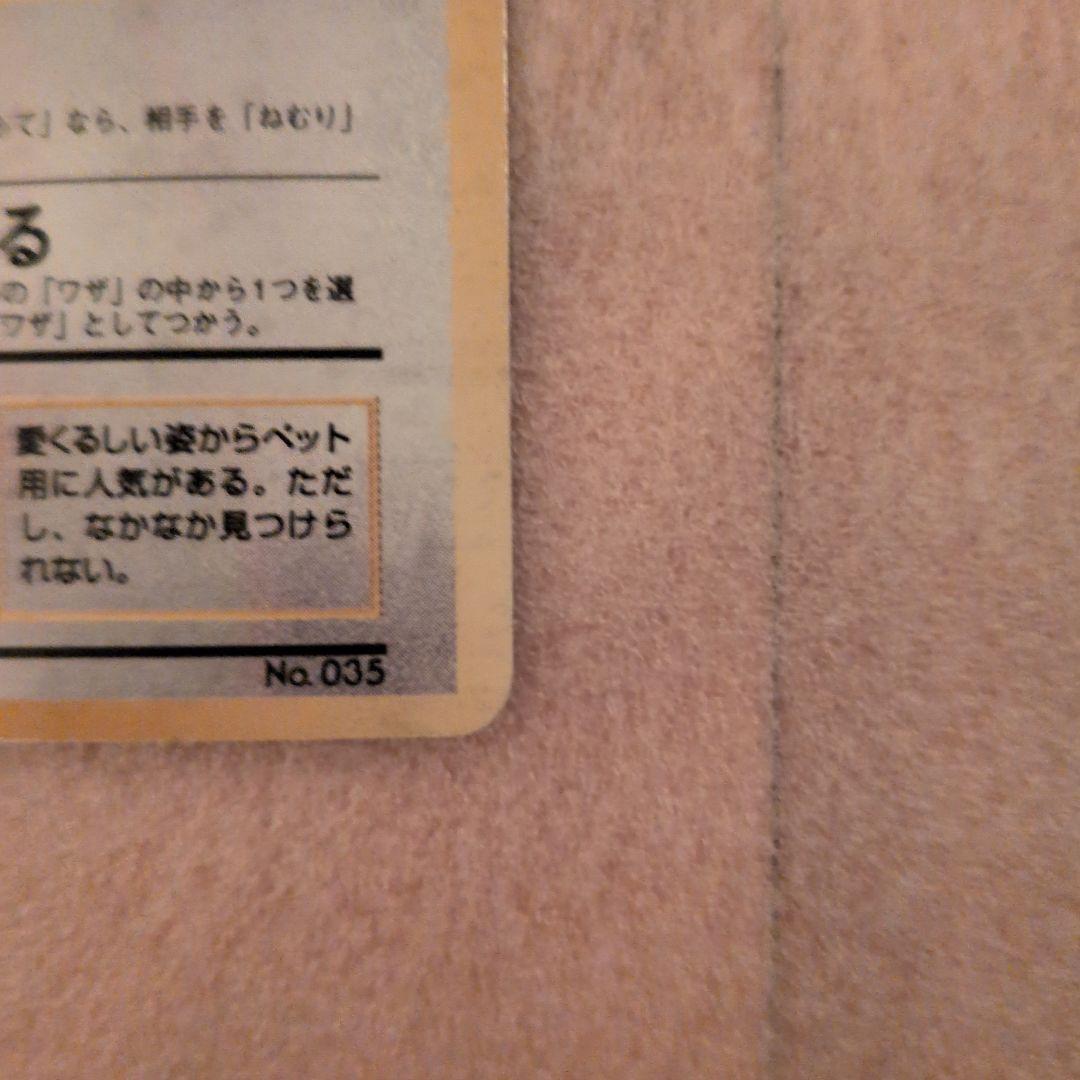 て」なら、相手を「ねむり」
る
の「ワザ」の中から1つを選
ワザ」としてつかう。
愛くるしい姿からペット
用に人気がある。ただ
し、なかなか見つけら
れない。
No.035